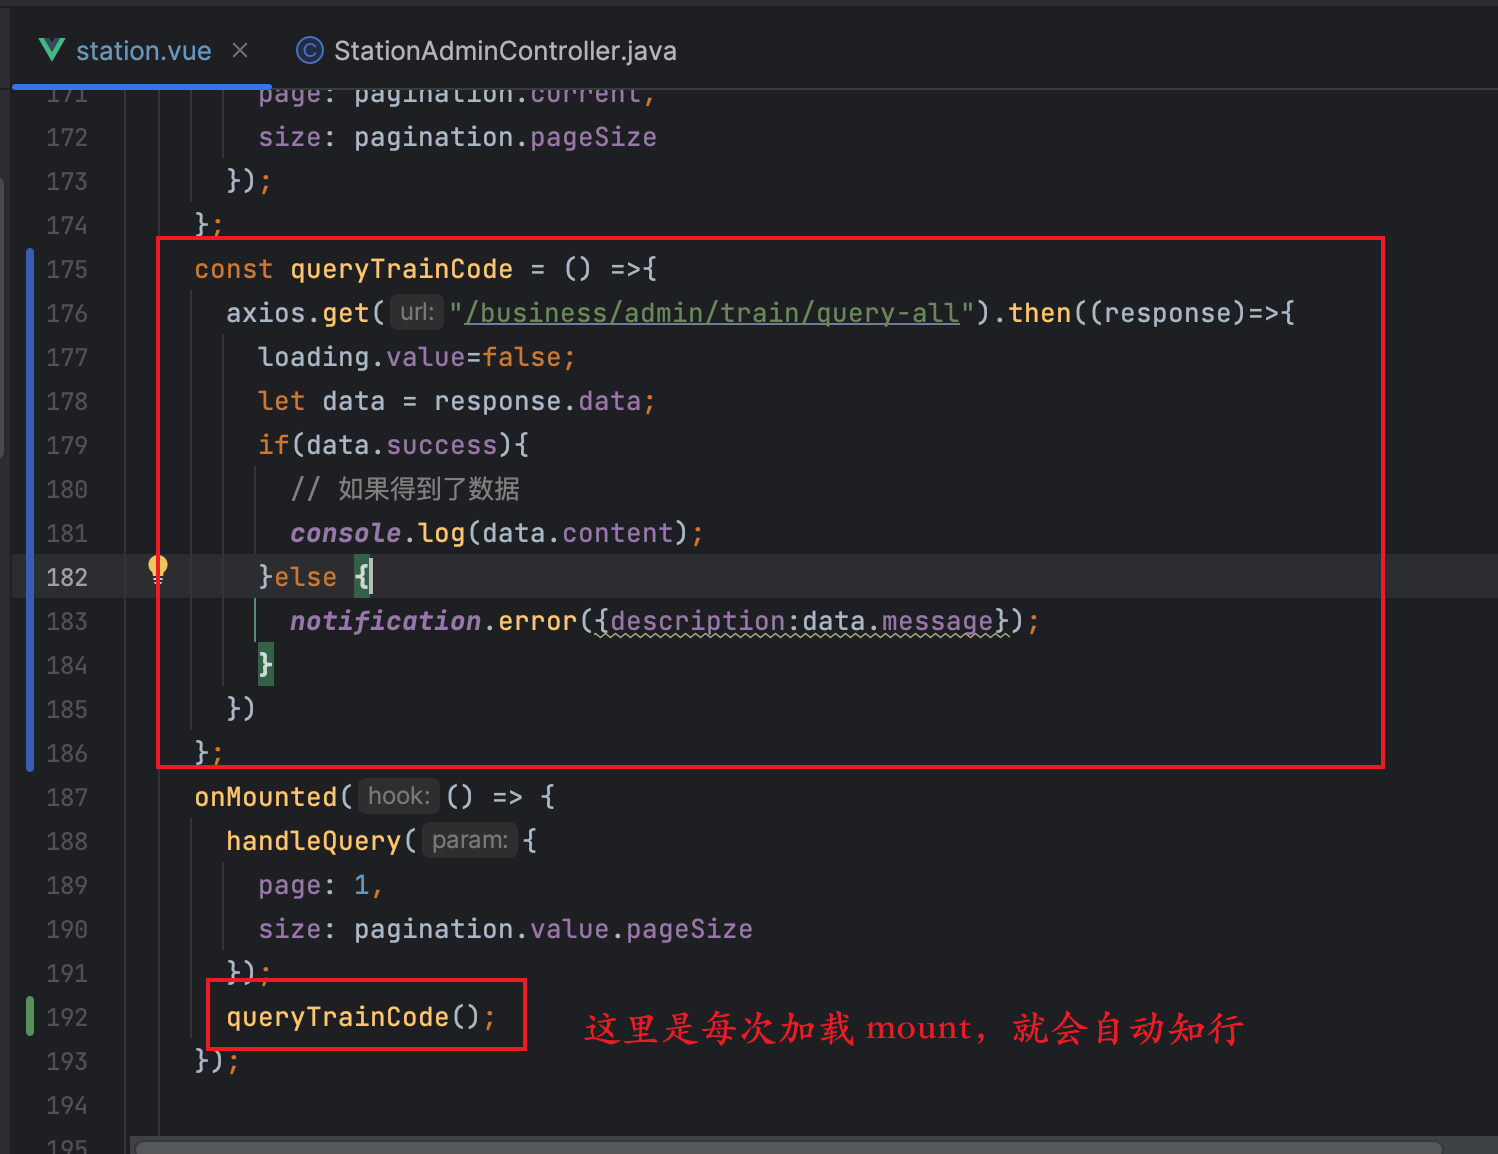 station.vue × StationAdminController.java
171 page: pagination.current,
172 size: pagination.pageSize
173 });
174 };
175 const queryTrainCode = () =>{
176 axios.get( url: "/business/admin/train/query-all").then((response)=>{
177 loading.value=false;
178 let data = response.data;
179 if(data.success){
180 // 如果得到了数据
181 console.log(data.content);
182 }else {
183 notification.error({description:data.message});
184 }
185 })
186 };
187 onMounted( hook: () => {
188 handleQuery( param: {
189 page: 1,
190 size: pagination.value.pageSize
191 });
192 queryTrainCode(); 这里是每次加载 mount，就会自动知行
193 });
194
195